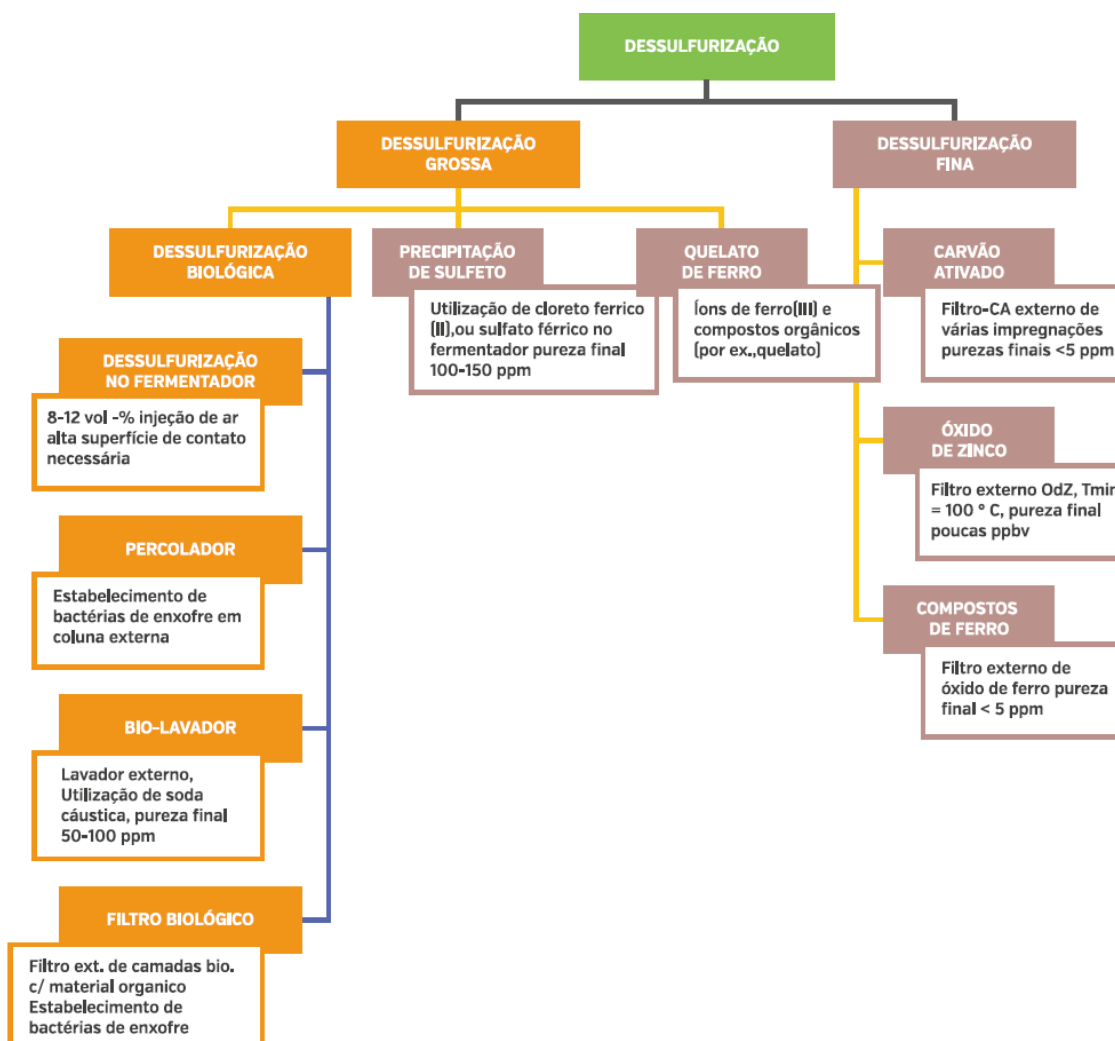 DESSULFURIZAÇÃO
DESSULFURIZAÇÃO
GROSSA
DESSULFURIZAÇÃO
FINA
DESSULFURIZAÇÃO
BIOLÓGICA
PRECIPITAÇÃO
DE SULFETO
Utilização de cloreto ferrico
(II),ou sulfato férrico no
fermentador pureza final
100-150 ppm
QUELATO
DE FERRO
Íons de ferro(III) e
compostos orgânicos
(por ex.,quelato)
CARVÃO
ATIVADO
Filtro-CA externo de
várias impregnações
purezas finais <5 ppm
DESSULFURIZAÇÃO
NO FERMENTADOR
8-12 vol -% injeção de ar
alta superfície de contato
necessária
ÓXIDO
DE ZINCO
Filtro externo OdZ, Tmin
= 100 ° C, pureza final
poucas ppbv
PERCOLADOR
Estabelecimento de
bactérias de enxofre em
coluna externa
COMPOSTOS
DE FERRO
Filtro externo de
óxido de ferro pureza
final < 5 ppm
BIO-LAVADOR
Lavador externo,
Utilização de soda
cáustica, pureza final
50-100 ppm
FILTRO BIOLÓGICO
Filtro ext. de camadas bio.
c/ material organico
Estabelecimento de
bactérias de enxofre